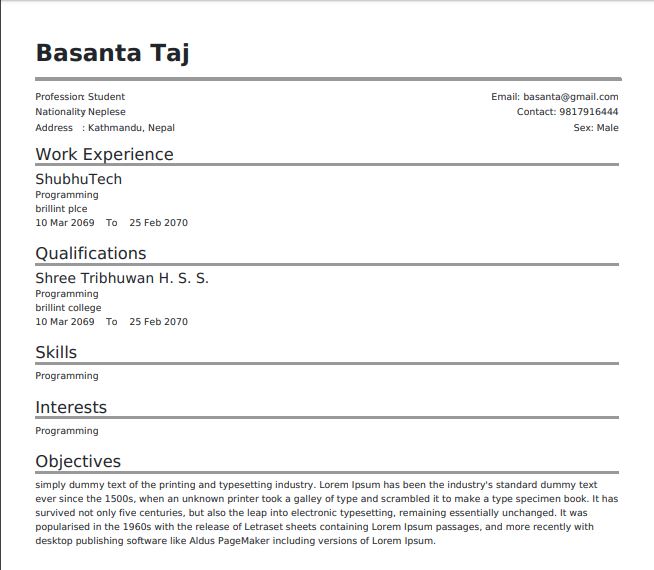 Basanta Taj
Profession: Student
Email: basanta@gmail.com
Nationality Neplese
Contact: 9817916444
Address : Kathmandu, Nepal
Sex: Male
Work Experience
ShubhuTech
Programming
brillint plce
10 Mar 2069 To 25 Feb 2070
Qualifications
Shree Tribhuwan H. S. S.
Programming
brillint college
10 Mar 2069 To 25 Feb 2070
Skills
Programming
Interests
Programming
Objectives
simply dummy text of the printing and typesetting industry. Lorem Ipsum has been the industry's standard dummy text
ever since the 1500s, when an unknown printer took a galley of type and scrambled it to make a type specimen book. It has
survived not only five centuries, but also the leap into electronic typesetting, remaining essentially unchanged. It was
popularised in the 1960s with the release of Letraset sheets containing Lorem Ipsum passages, and more recently with
desktop publishing software like Aldus PageMaker including versions of Lorem Ipsum.